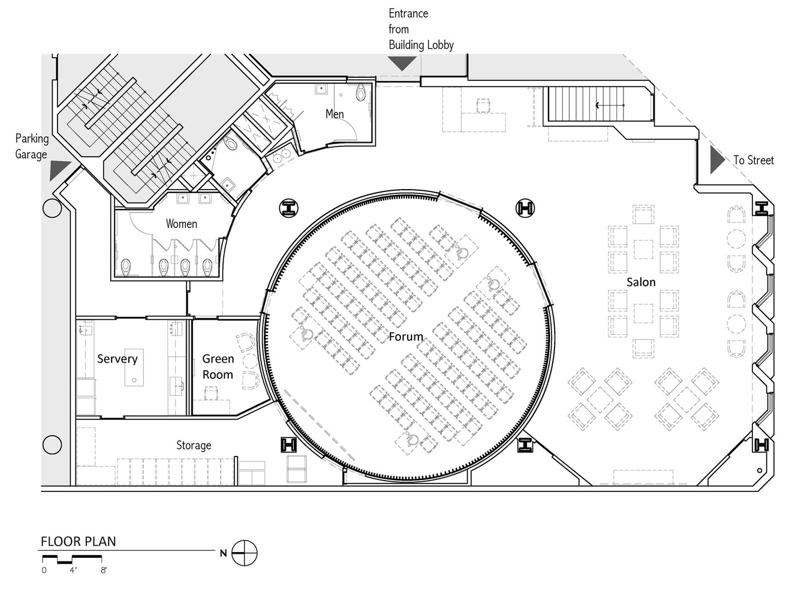 Entrance
from
Building Lobby
Men
Parking
Garage
To Street
Women
Salon
Forum
Servery
Green
Room
Storage
FLOOR PLAN
N
0 4' 8'